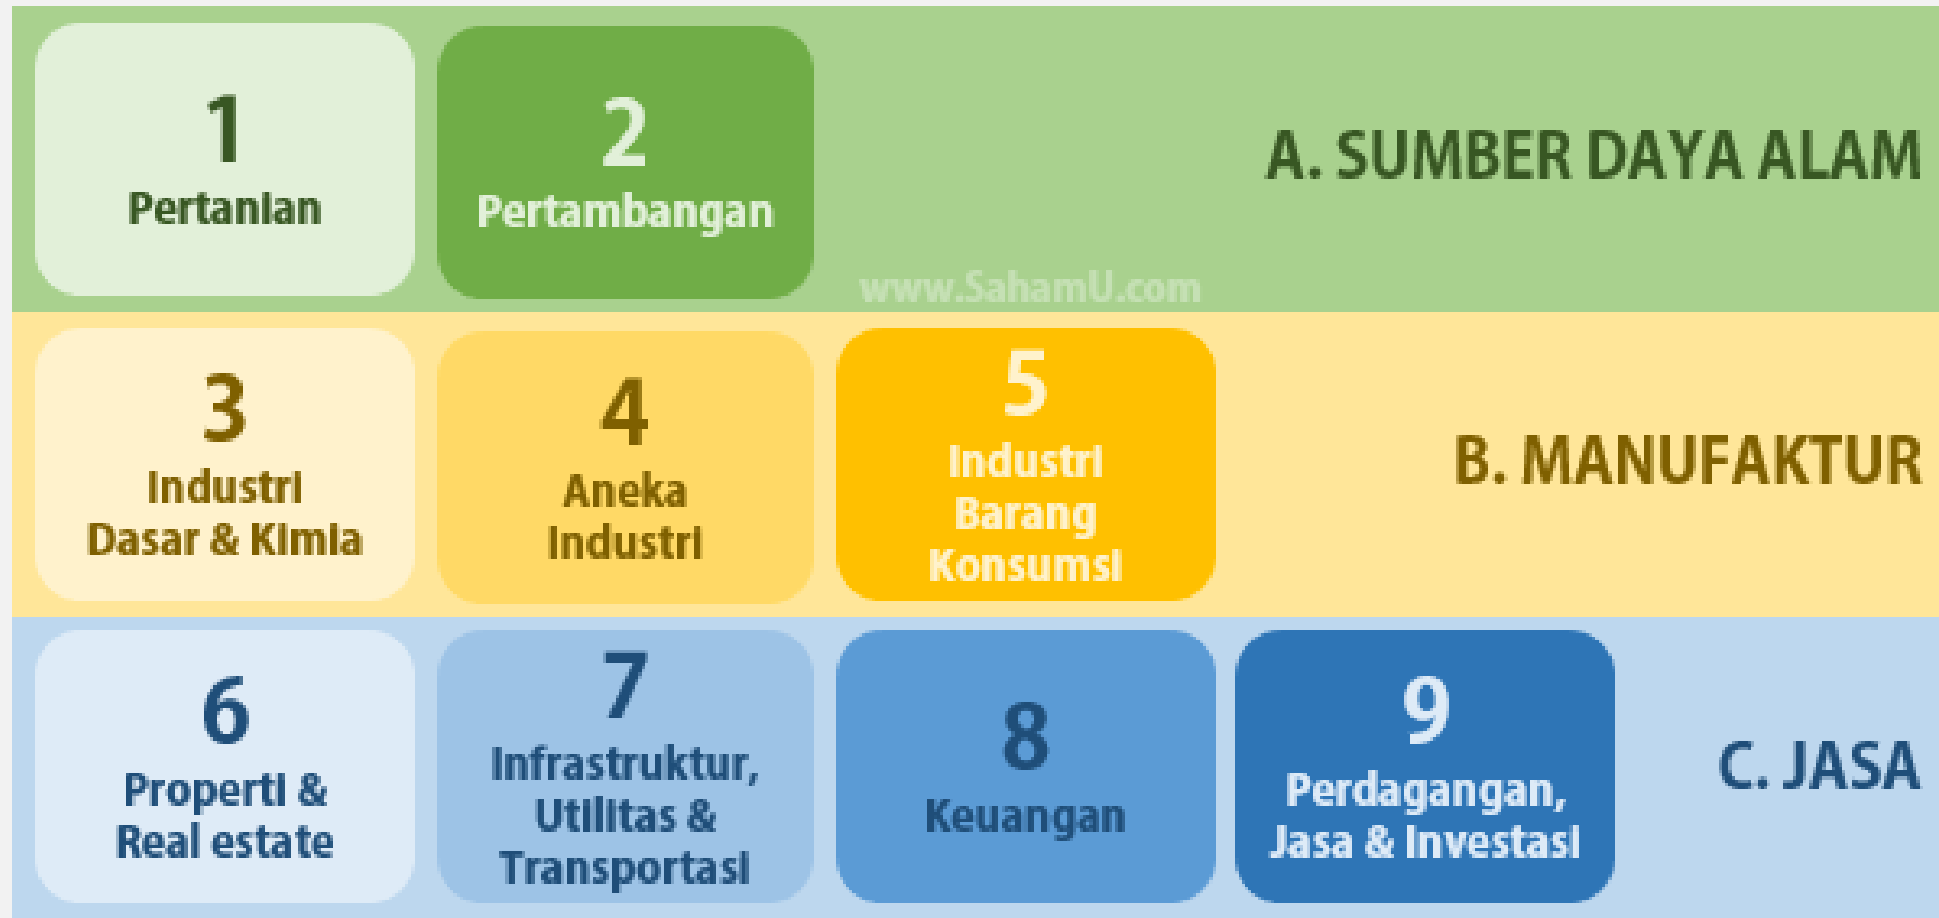 1
Pertanian
2
Pertambangan
A. SUMBER DAYA ALAM
www.SahamU.com
3
Industri
Dasar & Kimia
4
Aneka
Industri
5
Industri
Barang
Konsumsi
B. MANUFAKTUR
6
Properti &
Real estate
7
Infrastruktur,
Utilitas &
Transportasi
8
Keuangan
9
Perdagangan,
Jasa & Investasi
C. JASA